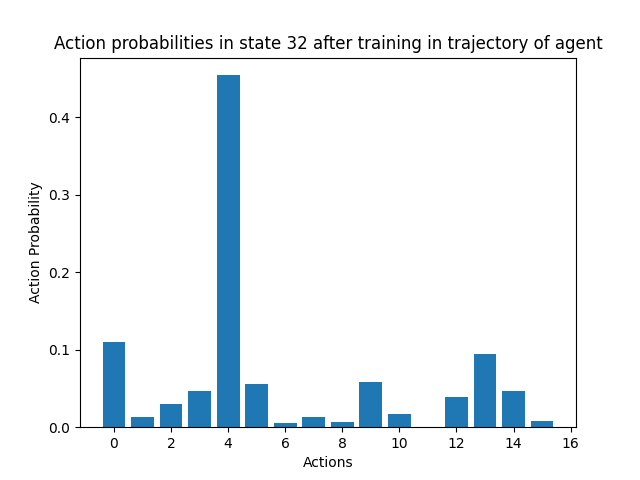 Action probabilities in state 32 after training in trajectory of agent
Action Probability
0.4
0.3
0.2
0.1
0.0
0 2 4 6 8 10 12 14 16
Actions